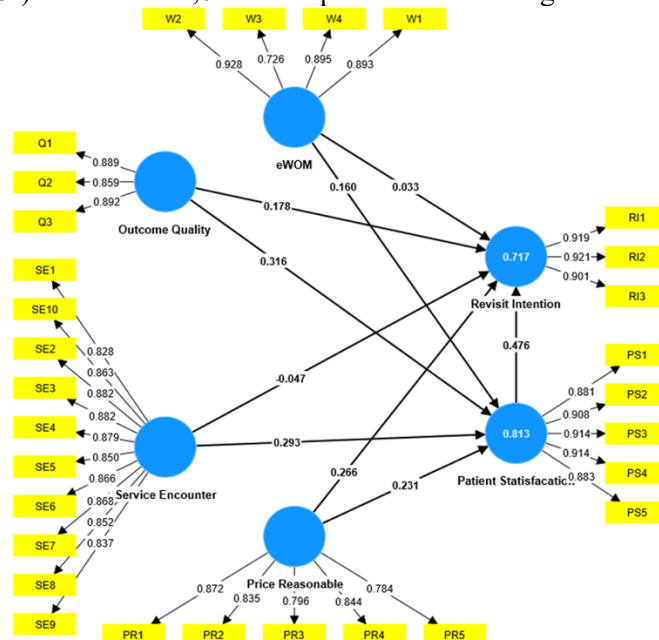 W2 W3 W4 W1
0.928 0.726 0.895 0.893
eWOM
Q1
Q2
Q3
0.889
0.859
0.892
Outcome Quality
0.160
0.033
0.178
0.316
RI1
RI2
RI3
0.919
0.921
0.901
0.717
Revisit Intention
SE1
SE10
SE2
SE3
SE4
SE5
SE6
SE7
SE8
SE9
0.828
0.863
0.882
0.882
0.879
0.850
0.866
0.868
0.852
0.837
Service Encounter
-0.047
0.476
0.293
0.266
0.231
PS1
PS2
PS3
PS4
PS5
0.881
0.908
0.914
0.914
0.883
0.813
Patient Statisfacatic...
Price Reasonable
0.872 0.835 0.796 0.844 0.784
PR1 PR2 PR3 PR4 PR5